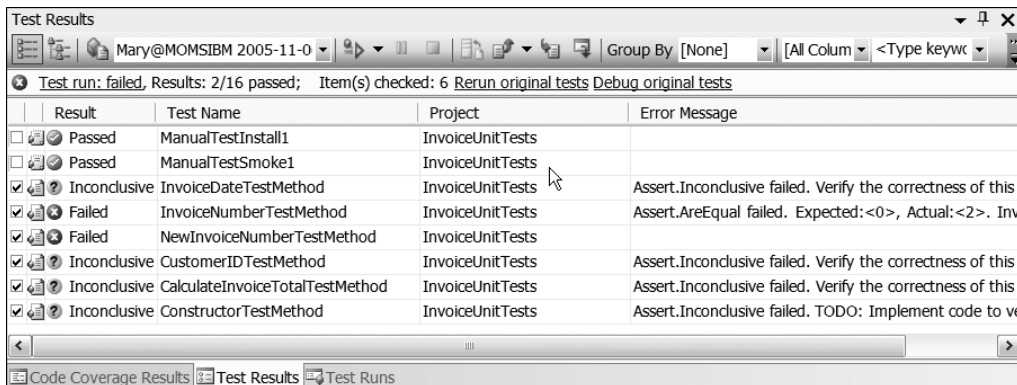 Test Results
Mary@MOMSIBM 2005-11-0 Group By [None] [All Colum <Type keywc
Test run: failed, Results: 2/16 passed; Item(s) checked: 6 Rerun original tests Debug original tests
Result Test Name Project Error Message
Passed ManualTestInstall1 InvoiceUnitTests
Passed ManualTestSmoke1 InvoiceUnitTests
Inconclusive InvoiceDateTestMethod InvoiceUnitTests Assert.Inconclusive failed. Verify the correctness of this
Failed InvoiceNumberTestMethod InvoiceUnitTests Assert.AreEqual failed. Expected:<0>, Actual:<2>. Inv
Failed NewInvoiceNumberTestMethod InvoiceUnitTests
Inconclusive CustomerIDTestMethod InvoiceUnitTests Assert.Inconclusive failed. Verify the correctness of this
Inconclusive CalculateInvoiceTotalTestMethod InvoiceUnitTests Assert.Inconclusive failed. Verify the correctness of this
Inconclusive ConstructorTestMethod InvoiceUnitTests Assert.Inconclusive failed. TODO: Implement code to ve
Code Coverage Results Test Results Test Runs